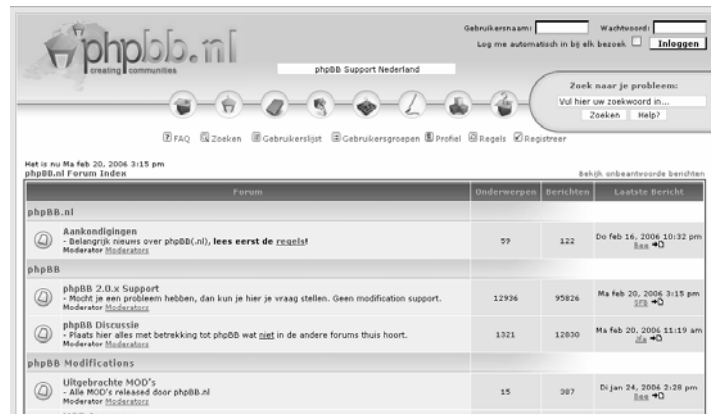 Gebruikersnaam: Wachtwoord:
Log me automatisch in bij elk bezoek Inloggen
phpbb.nl
creating communities
phpBB Support Nederland
Zoek naar je probleem:
Vul hier uw zoekwoord in...
Zoeken Help?
FAQ Zoeken Gebruikerslijst Gebruikersgroepen Profiel Regels Registreer
Het is nu Ma feb 20, 2006 3:15 pm
phpBB.nl Forum Index Bekijk onbeantwoorde berichten
Forum Onderwerpen Berichten Laatste Bericht
phpBB.nl
Aankondigingen
- Belangrijk nieuws over phpBB(.nl), lees eerst de regels!
Moderator Moderators
59 122 Do feb 16, 2006 10:32 pm
phpBB
phpBB 2.0.x Support
- Mocht je een probleem hebben, dan kun je hier je vraag stellen. Geen modification support.
Moderator Moderators
12936 95826 Ma feb 20, 2006 3:15 pm
phpBB Discussie
- Plaats hier alles met betrekking tot phpBB wat niet in de andere forums thuis hoort.
Moderator Moderators
1321 12830 Ma feb 20, 2006 11:19 am
phpBB Modifications
Uitgebrachte MOD's
- Alle MOD's released door phpBB.nl
Moderator Moderators
15 387 Di jan 24, 2006 2:28 pm